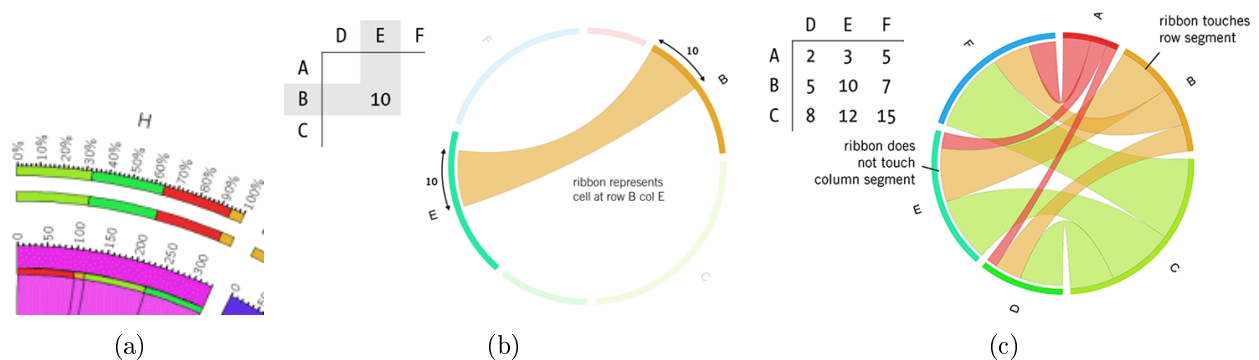 H
0% 10% 20% 30% 40% 50% 60% 70% 80% 90% 100%
0 50 100 150 200 250 300
0
(a)
D E F
A
B 10
C
F
10
B
10
E
ribbon represents
cell at row B col E
C
(b)
D E F
A 2 3 5
B 5 10 7
C 8 12 15
A
ribbon touches
row segment
F
B
ribbon does
not touch
column segment
E
C
D
(c)